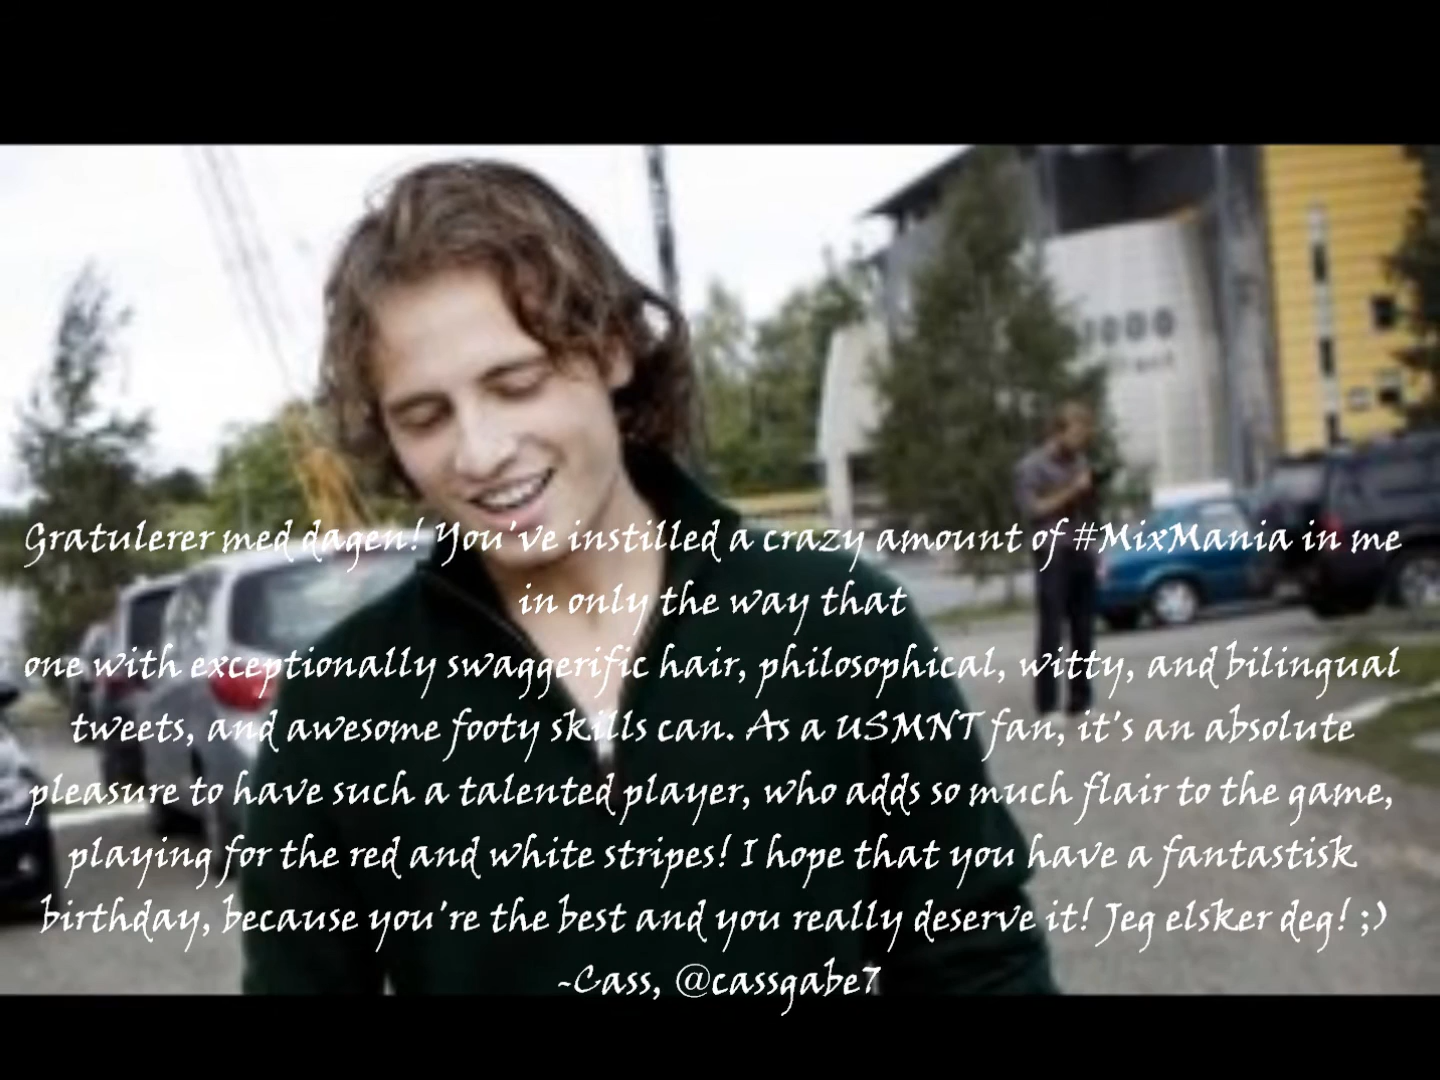 Gratulerer med dagen! You've instilled a crazy amount of #MixMania in me
in only the way that
one with exceptionally swaggerific hair, philosophical, witty, and bilingual
tweets, and awesome footy skills can. As a USMNT fan, it's an absolute
pleasure to have such a talented player, who adds so much flair to the game,
playing for the red and white stripes! I hope that you have a fantastisk
birthday, because you're the best and you really deserve it! Jeg elsker deg! ;)
~Cass, @cassgabe7